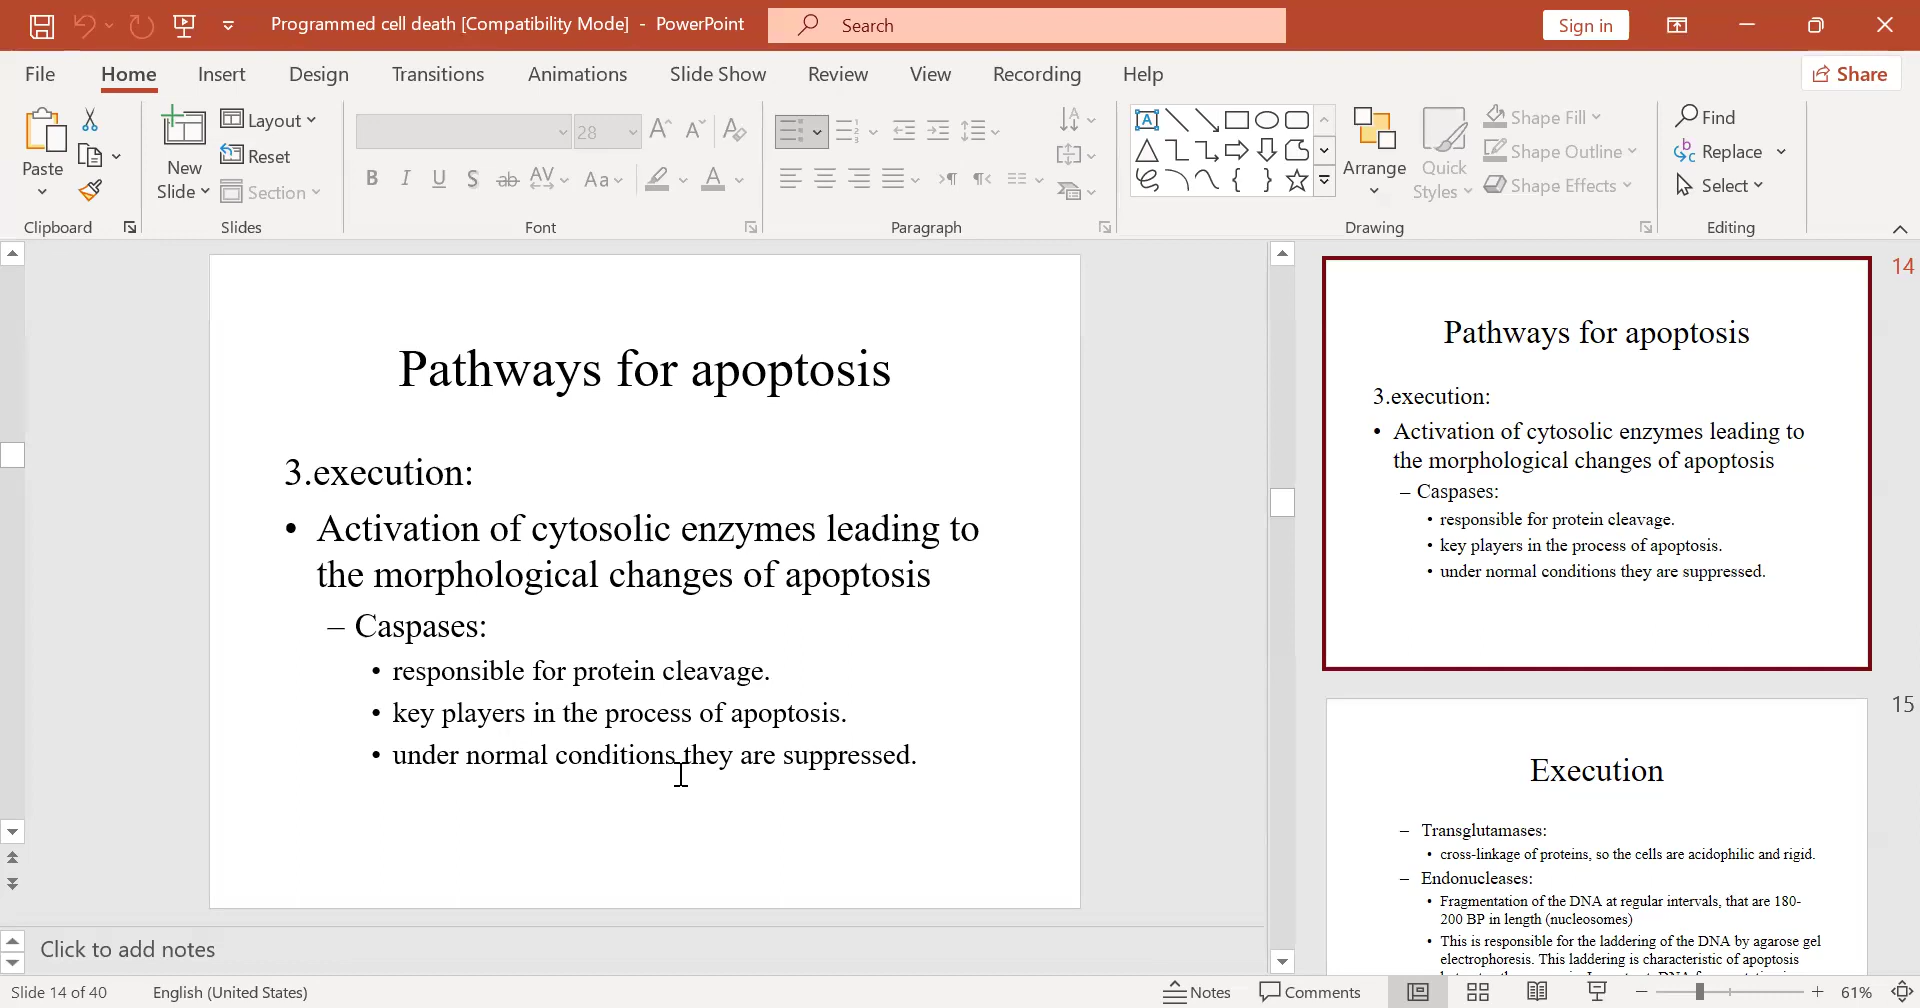 Programmed cell death [Compatibility Mode] - PowerPoint
Search
Sign in
File Home Insert Design Transitions Animations Slide Show Review View Recording Help
Share
Paste
New Slide
Layout
Reset
Section
28
B I U S ab AV Aa A
Arrange
Quick Styles
Shape Fill
Shape Outline
Shape Effects
Find
Replace
Select
Clipboard Slides Font Paragraph Drawing Editing
Pathways for apoptosis
3.execution:
• Activation of cytosolic enzymes leading to
the morphological changes of apoptosis
– Caspases:
• responsible for protein cleavage.
• key players in the process of apoptosis.
• under normal conditions they are suppressed.
14
Pathways for apoptosis
3.execution:
• Activation of cytosolic enzymes leading to
the morphological changes of apoptosis
– Caspases:
• responsible for protein cleavage.
• key players in the process of apoptosis.
• under normal conditions they are suppressed.
15
Execution
– Transglutamases:
• cross-linkage of proteins, so the cells are acidophilic and rigid.
– Endonucleases:
• Fragmentation of the DNA at regular intervals, that are 180-
200 BP in length (nucleosomes)
• This is responsible for the laddering of the DNA by agarose gel
electrophoresis. This laddering is characteristic of apoptosis
Click to add notes
Slide 14 of 40 English (United States) Notes Comments 61%